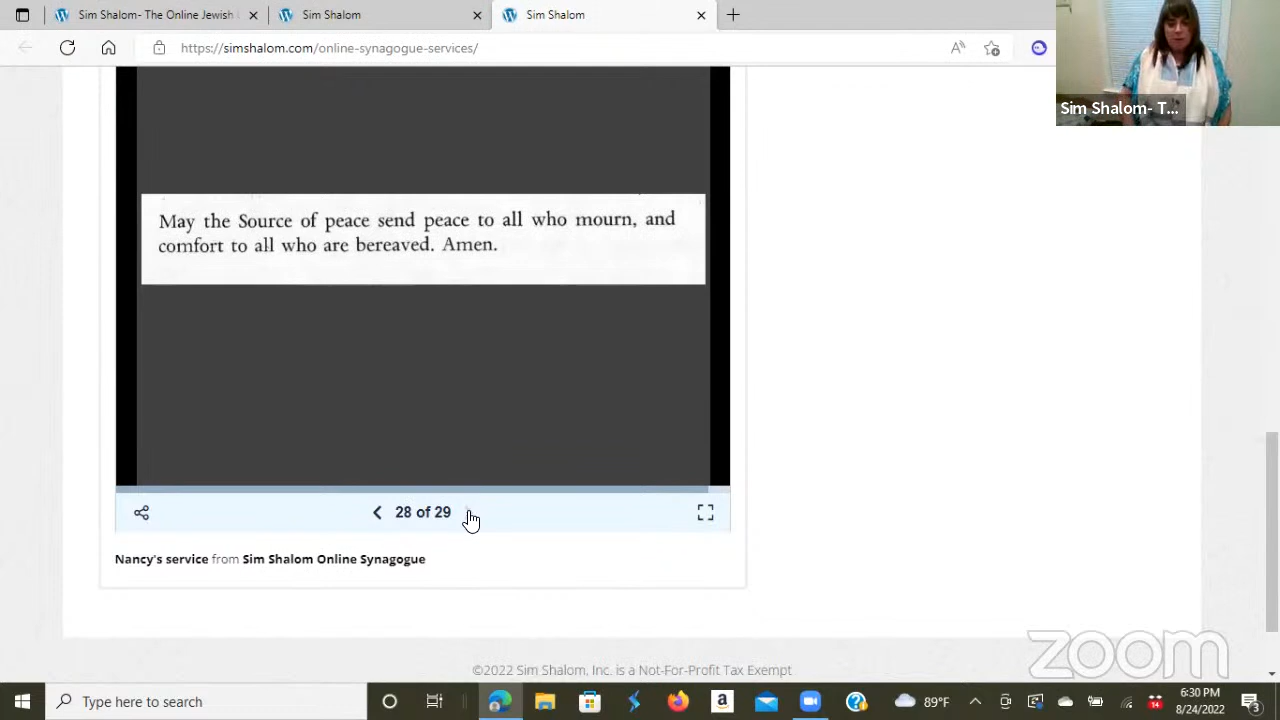 Sim Shalom- The Online Jewish
Sim Shalom
Sim Shalom
https://simshalom.com/online-synagogue-service
Sim Shalom- T...
May the Source of peace send peace to all who mourn, and
comfort to all who are bereaved. Amen.
28 of 29
Nancy's service from Sim Shalom Online Synagogue
zoom
©2022 Sim Shalom, Inc. is a Not-For-Profit Tax Exempt
Type here to search
89°F
14
6:30 PM
8/24/2022
3